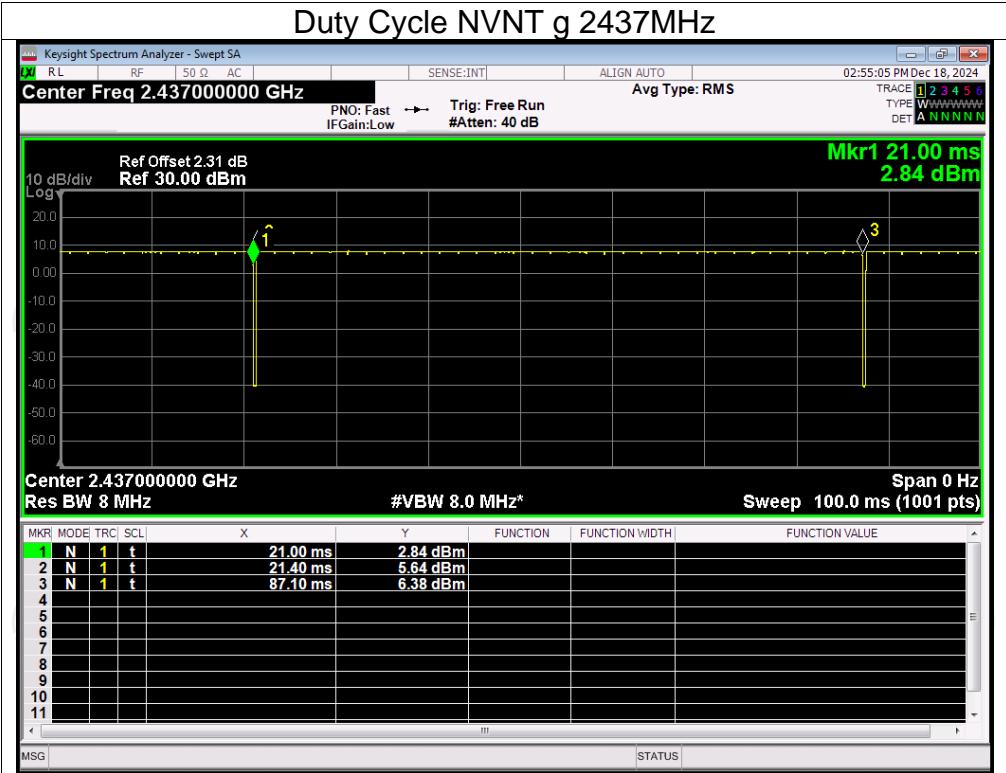 Duty Cycle NVNT g 2437MHz
Keysight Spectrum Analyzer - Swept SA
LXI RL RF 50 Ω AC SENSE:INT ALIGN AUTO 02:55:05 PM Dec 18, 2024
Center Freq 2.437000000 GHz Avg Type: RMS TRACE 1 2 3 4 5 6
PNO: Fast Trig: Free Run TYPE WWWWWW
IFGain:Low #Atten: 40 dB DET A N N N N N
Mkr1 21.00 ms
2.84 dBm
Ref Offset 2.31 dB
10 dB/div Ref 30.00 dBm
Log
20.0
10.0
0.00
-10.0
-20.0
-30.0
-40.0
-50.0
-60.0
1
3
Center 2.437000000 GHz Span 0 Hz
Res BW 8 MHz #VBW 8.0 MHz* Sweep 100.0 ms (1001 pts)
MKR MODE TRC SCL X Y FUNCTION FUNCTION WIDTH FUNCTION VALUE
1 N 1 t 21.00 ms 2.84 dBm
2 N 1 t 21.40 ms 5.64 dBm
3 N 1 t 87.10 ms 6.38 dBm
4
5
6
7
8
9
10
11
MSG STATUS